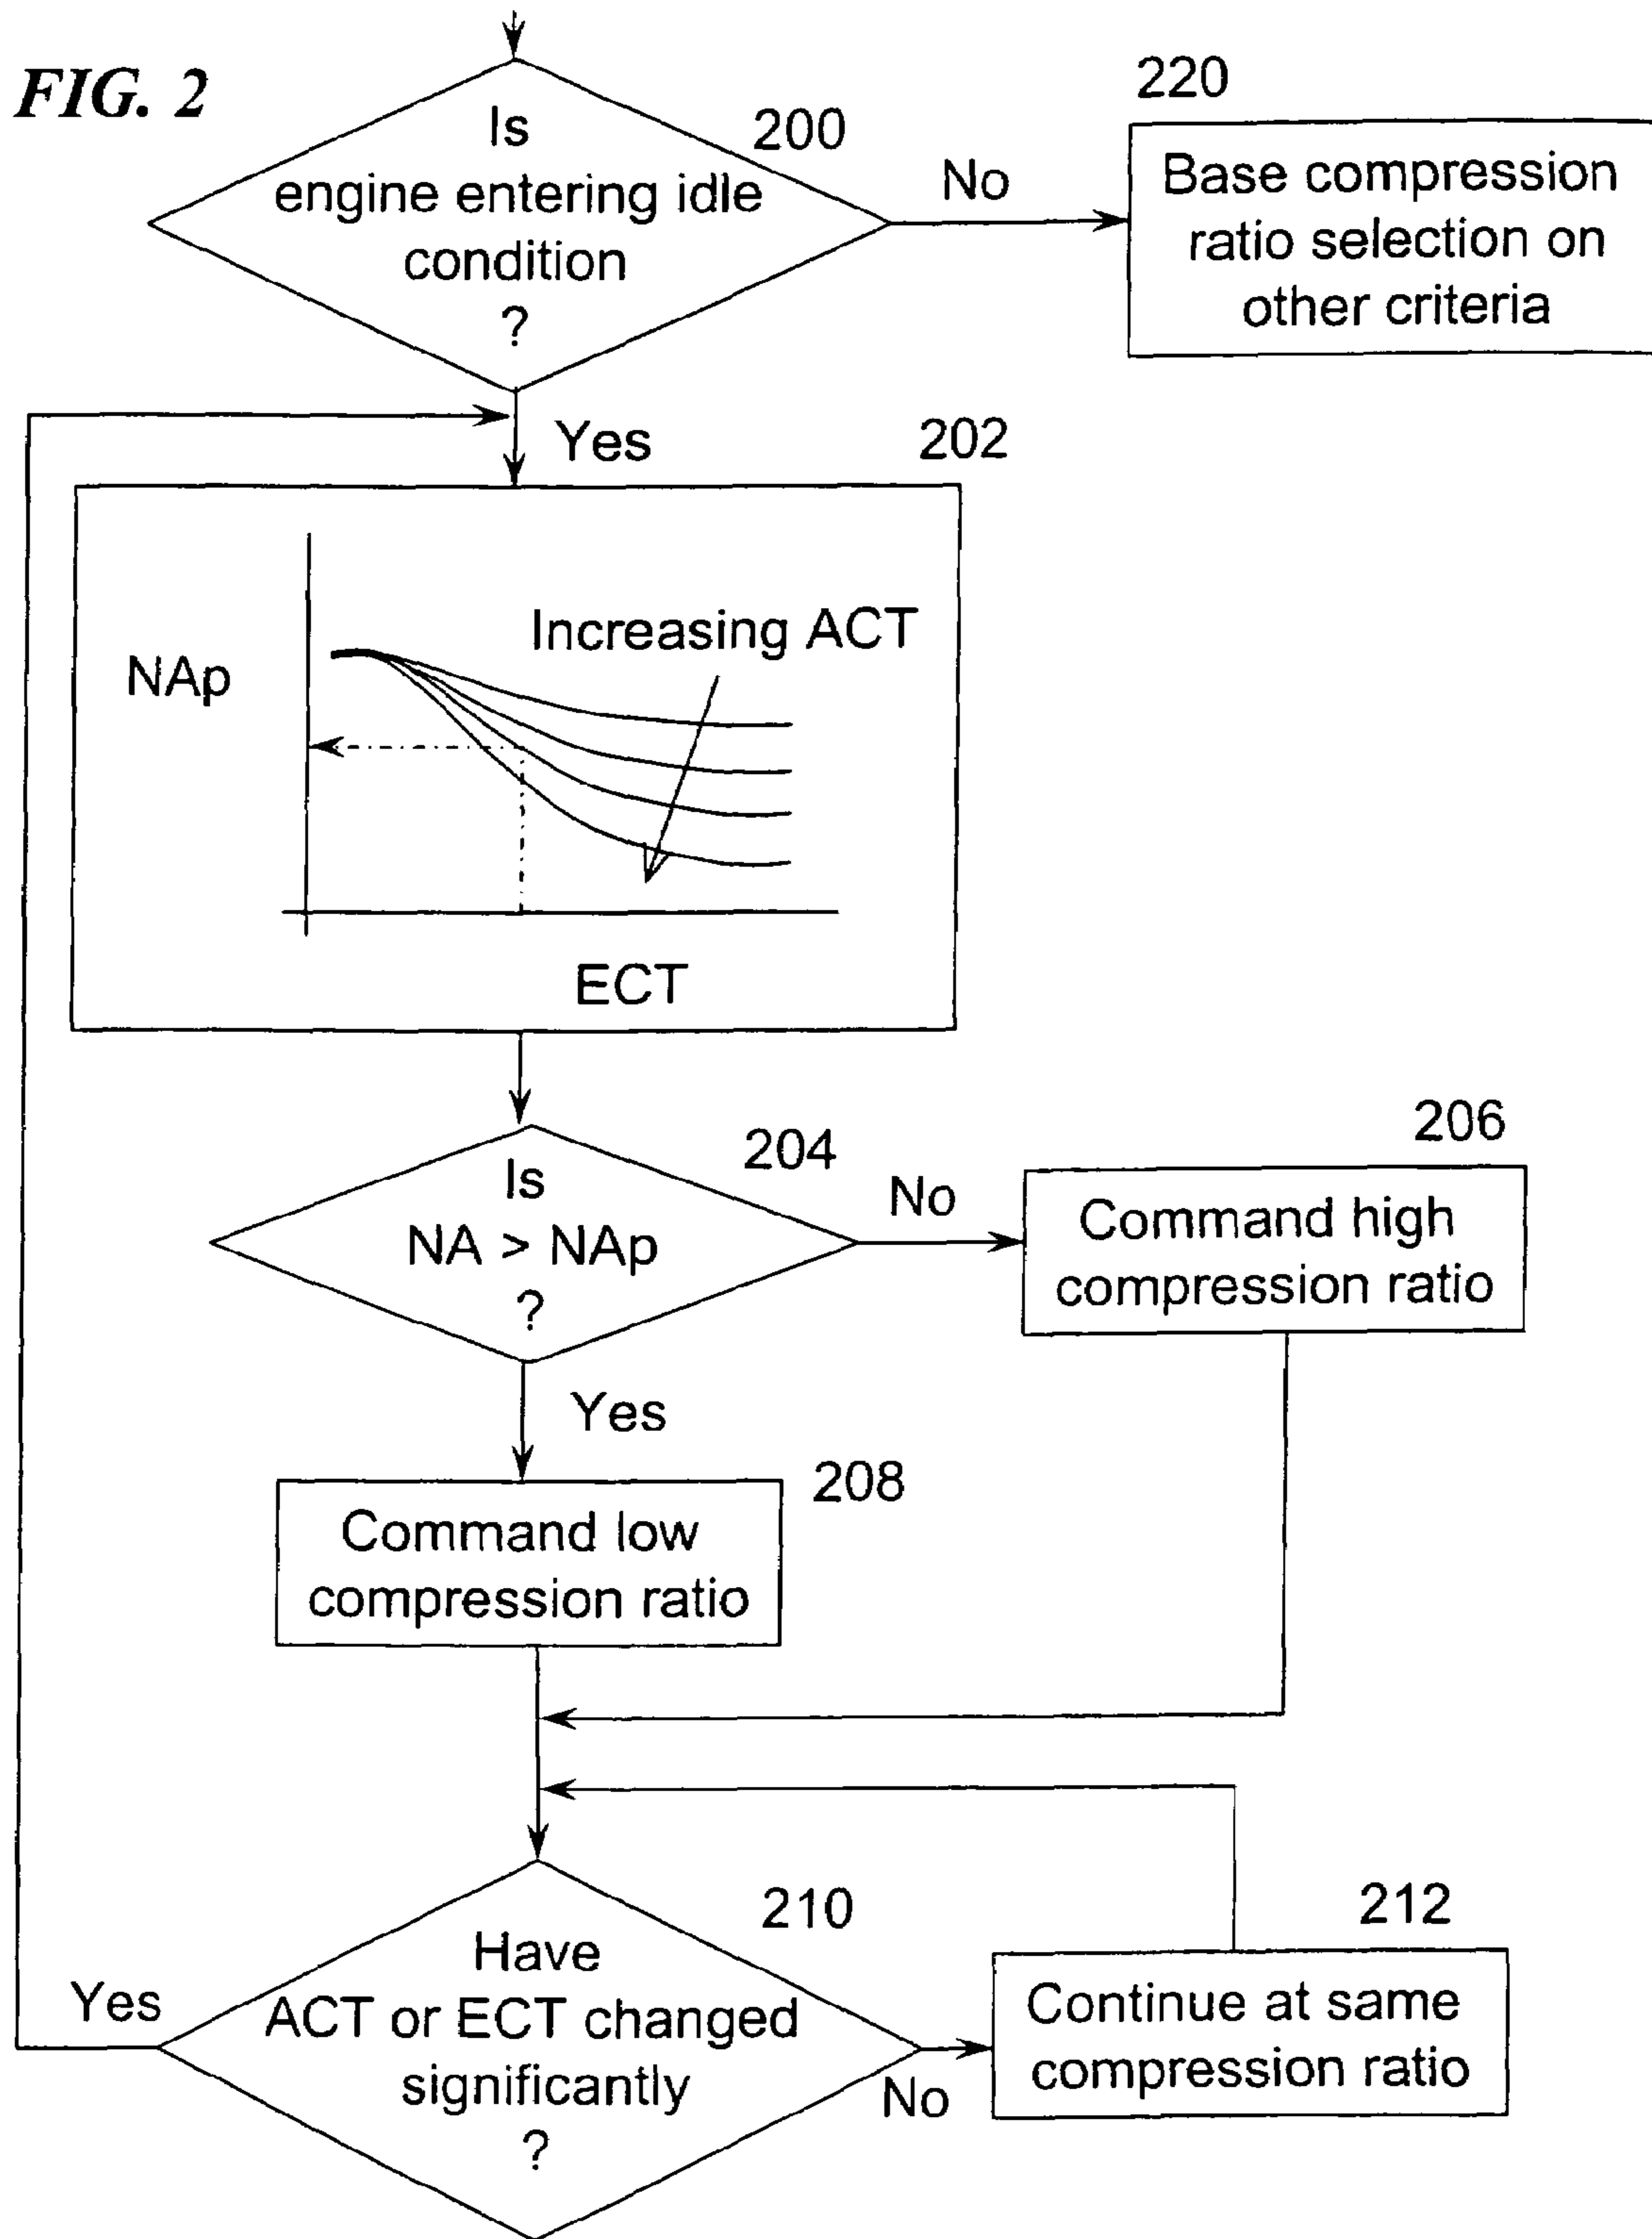 FIG. 2
Is
engine entering idle
condition
?
200
No
220
Base compression
ratio selection on
other criteria
Yes
202
NAp
Increasing ACT
ECT
Is
NA > NAp
?
204
No
206
Command high
compression ratio
Yes
208
Command low
compression ratio
Have
ACT or ECT changed
significantly
?
210
Yes
No
212
Continue at same
compression ratio